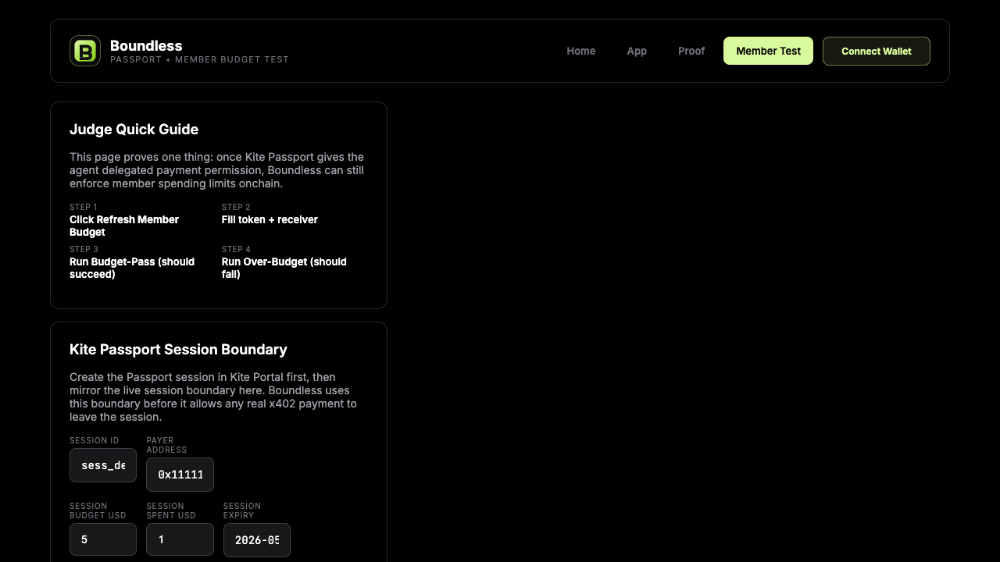 B
Boundless
PASSPORT + MEMBER BUDGET TEST
Home
App
Proof
Member Test
Connect Wallet
Judge Quick Guide
This page proves one thing: once Kite Passport gives the
agent delegated payment permission, Boundless can still
enforce member spending limits onchain.
STEP 1
Click Refresh Member
Budget
STEP 2
Fill token + receiver
STEP 3
Run Budget-Pass (should
succeed)
STEP 4
Run Over-Budget (should
fail)
Kite Passport Session Boundary
Create the Passport session in Kite Portal first, then
mirror the live session boundary here. Boundless uses
this boundary before it allows any real x402 payment to
leave the session.
SESSION ID
sess_de
PAYER
ADDRESS
0x11111
SESSION
BUDGET USD
5
SESSION
SPENT USD
1
SESSION
EXPIRY
2026-05